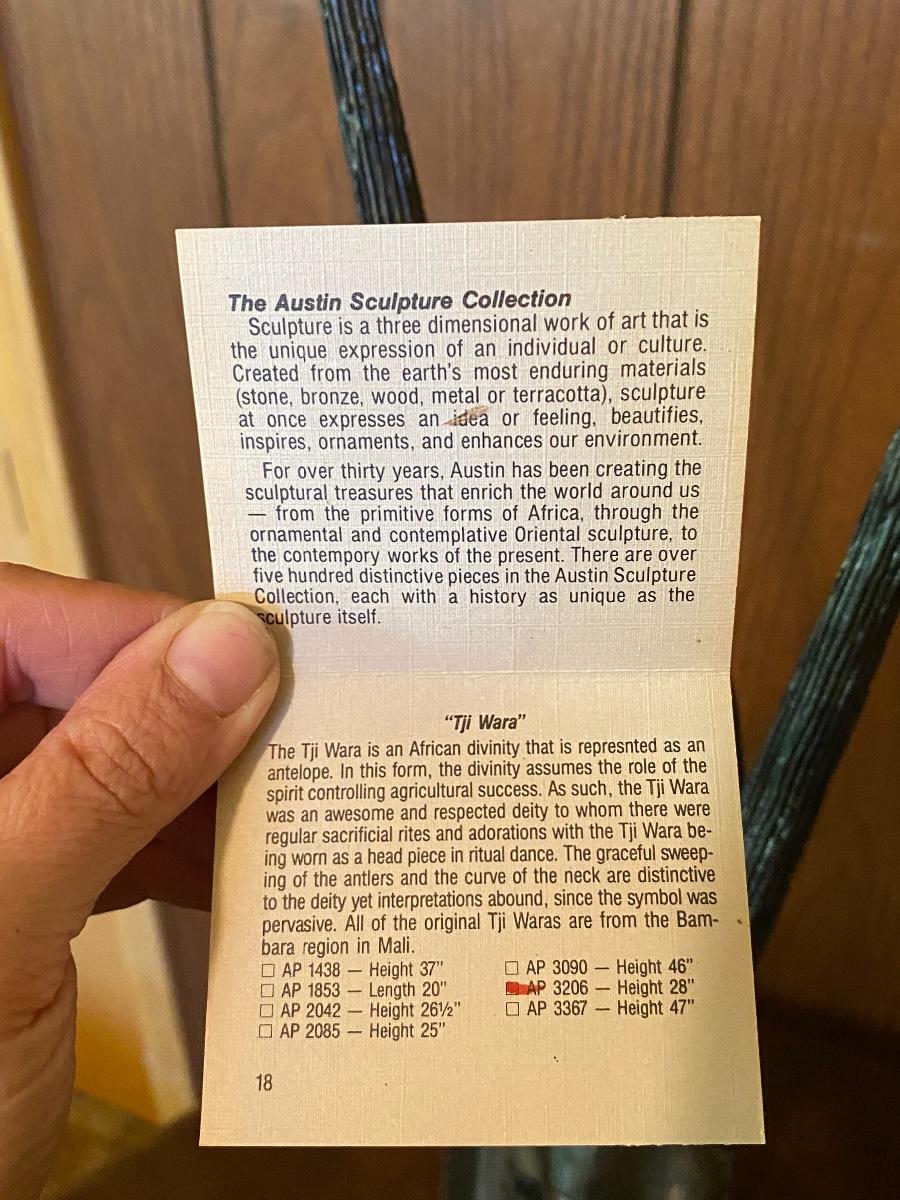 The Austin Sculpture Collection
Sculpture is a three dimensional work of art that is
the unique expression of an individual or culture.
Created from the earth's most enduring materials
(stone, bronze, wood, metal or terracotta), sculpture
at once expresses an idea or feeling, beautifies,
inspires, ornaments, and enhances our environment.
For over thirty years, Austin has been creating the
sculptural treasures that enrich the world around us
— from the primitive forms of Africa, through the
ornamental and contemplative Oriental sculpture, to
the contempory works of the present. There are over
five hundred distinctive pieces in the Austin Sculpture
Collection, each with a history as unique as the
sculpture itself.
"Tji Wara"
The Tji Wara is an African divinity that is represnted as an
antelope. In this form, the divinity assumes the role of the
spirit controlling agricultural success. As such, the Tji Wara
was an awesome and respected deity to whom there were
regular sacrificial rites and adorations with the Tji Wara be-
ing worn as a head piece in ritual dance. The graceful sweep-
ing of the antlers and the curve of the neck are distinctive
to the deity yet interpretations abound, since the symbol was
pervasive. All of the original Tji Waras are from the Bam-
bara region in Mali.
☐ AP 1438 — Height 37"
☐ AP 1853 — Length 20"
☐ AP 2042 — Height 26½"
☐ AP 2085 — Height 25"
☐ AP 3090 — Height 46"
☐ AP 3206 — Height 28"
☐ AP 3367 — Height 47"
18